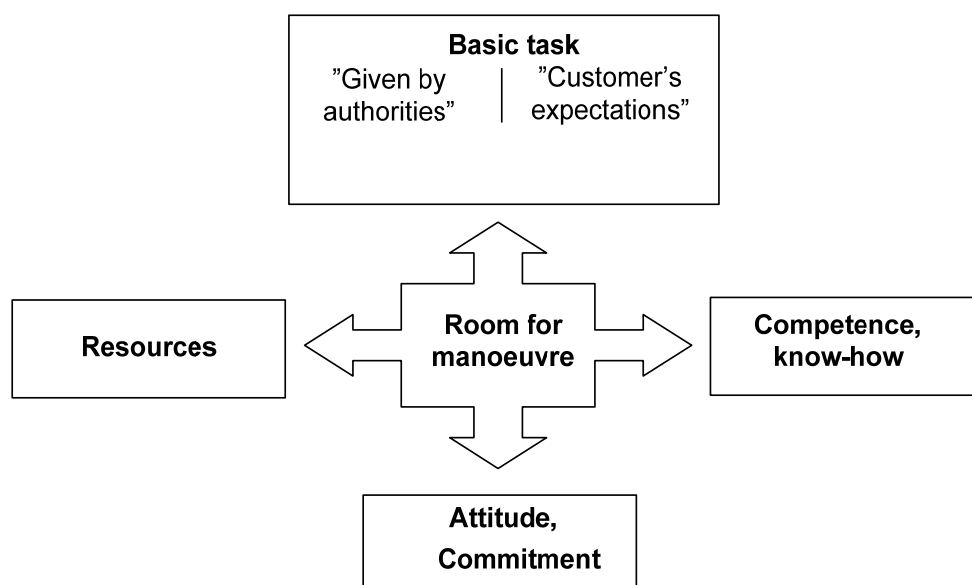 Basic task
”Given by authorities”
”Customer’s expectations”
Resources
Room for
manoeuvre
Competence,
know-how
Attitude,
Commitment